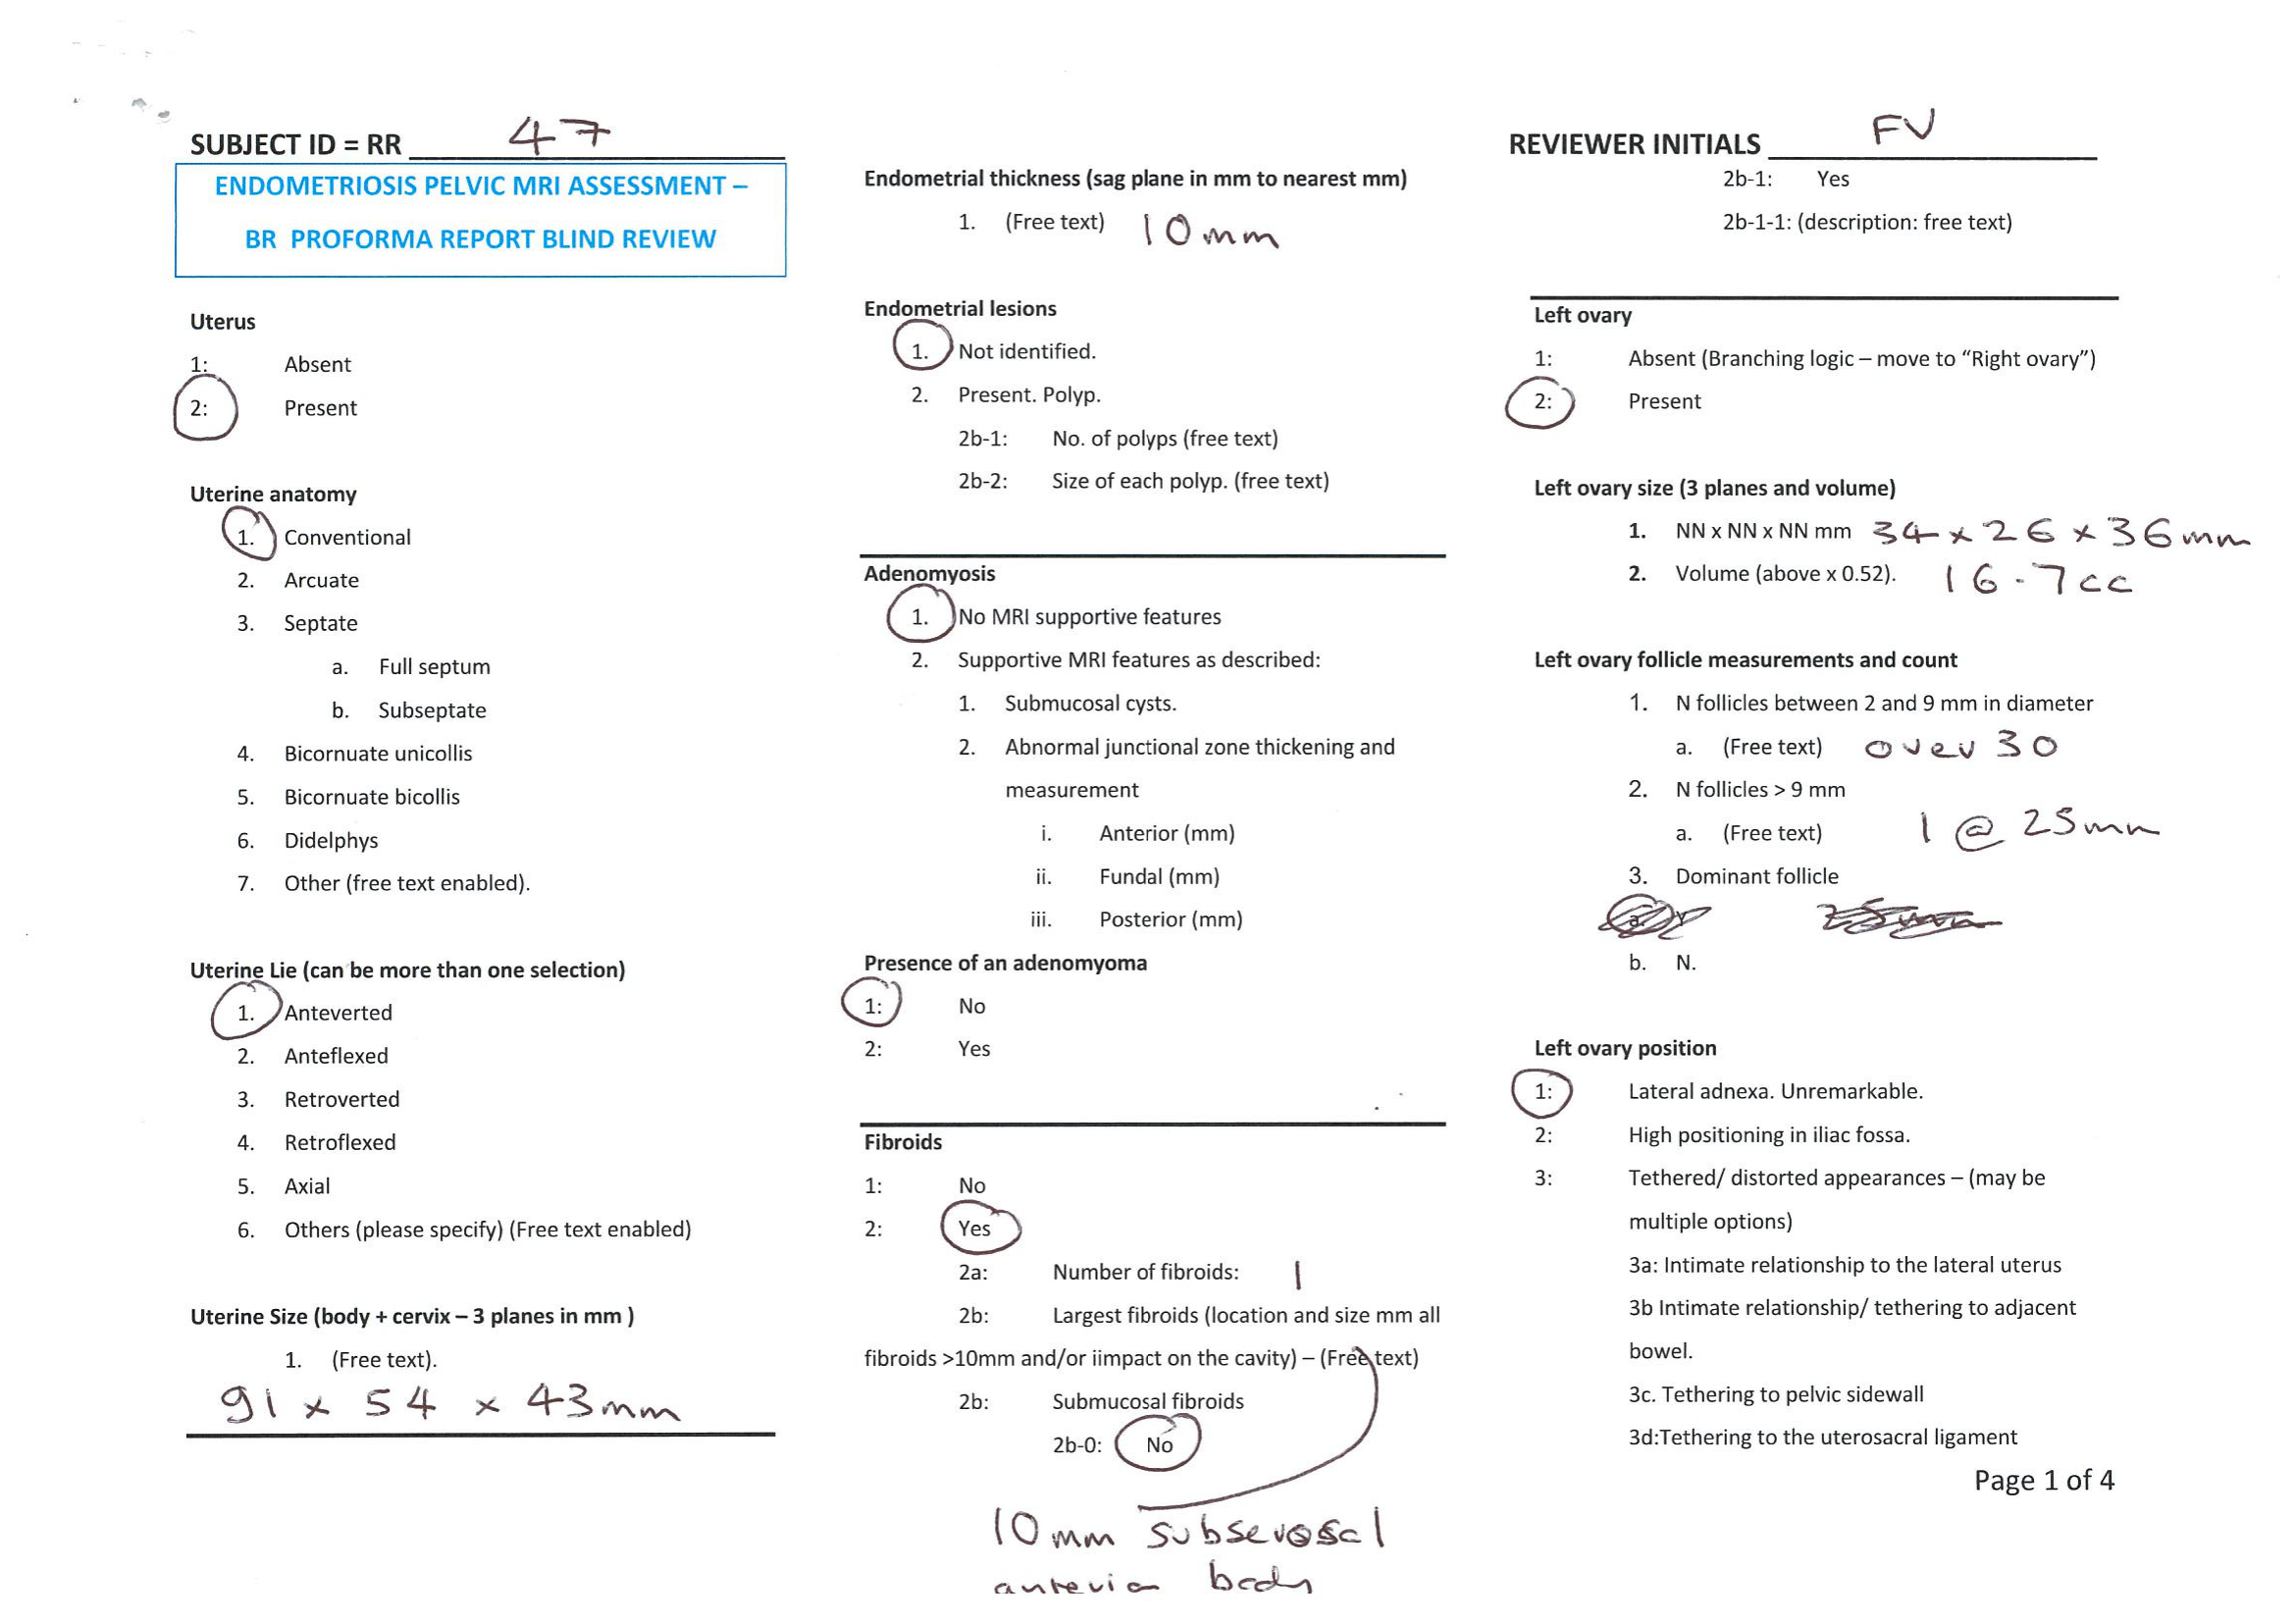 SUBJECT ID = RR 47
ENDOMETRIOSIS PELVIC MRI ASSESSMENT –
BR PROFORMA REPORT BLIND REVIEW
Uterus
1: Absent
2: Present
Uterine anatomy
1. Conventional
2. Arcuate
3. Septate
a. Full septum
b. Subseptate
4. Bicornuate unicollis
5. Bicornuate bicollis
6. Didelphys
7. Other (free text enabled).
Uterine Lie (can be more than one selection)
1. Anteverted
2. Anteflexed
3. Retroverted
4. Retroflexed
5. Axial
6. Others (please specify) (Free text enabled)
Uterine Size (body + cervix – 3 planes in mm )
1. (Free text).
91 x 54 x 43mm
Endometrial thickness (sag plane in mm to nearest mm)
1. (Free text) 10mm
Endometrial lesions
1. Not identified.
2. Present. Polyp.
2b-1: No. of polyps (free text)
2b-2: Size of each polyp. (free text)
Adenomyosis
1. No MRI supportive features
2. Supportive MRI features as described:
1. Submucosal cysts.
2. Abnormal junctional zone thickening and
measurement
i. Anterior (mm)
ii. Fundal (mm)
iii. Posterior (mm)
Presence of an adenomyoma
1: No
2: Yes
Fibroids
1: No
2: Yes
2a: Number of fibroids: 1
2b: Largest fibroids (location and size mm all
fibroids >10mm and/or iimpact on the cavity) – (Free text)
2b: Submucosal fibroids
2b-0: No
10mm subserosal
anterior body
REVIEWER INITIALS FV
2b-1: Yes
2b-1-1: (description: free text)
Left ovary
1: Absent (Branching logic – move to “Right ovary”)
2: Present
Left ovary size (3 planes and volume)
1. NN x NN x NN mm 34 x 26 x 36mm
2. Volume (above x 0.52). 16.7cc
Left ovary follicle measurements and count
1. N follicles between 2 and 9 mm in diameter
a. (Free text) over 30
2. N follicles > 9 mm
a. (Free text) 1 @ 25mm
3. Dominant follicle
a. Y
b. N.
Left ovary position
1: Lateral adnexa. Unremarkable.
2: High positioning in iliac fossa.
3: Tethered/ distorted appearances – (may be
multiple options)
3a: Intimate relationship to the lateral uterus
3b Intimate relationship/ tethering to adjacent
bowel.
3c. Tethering to pelvic sidewall
3d:Tethering to the uterosacral ligament
Page 1 of 4